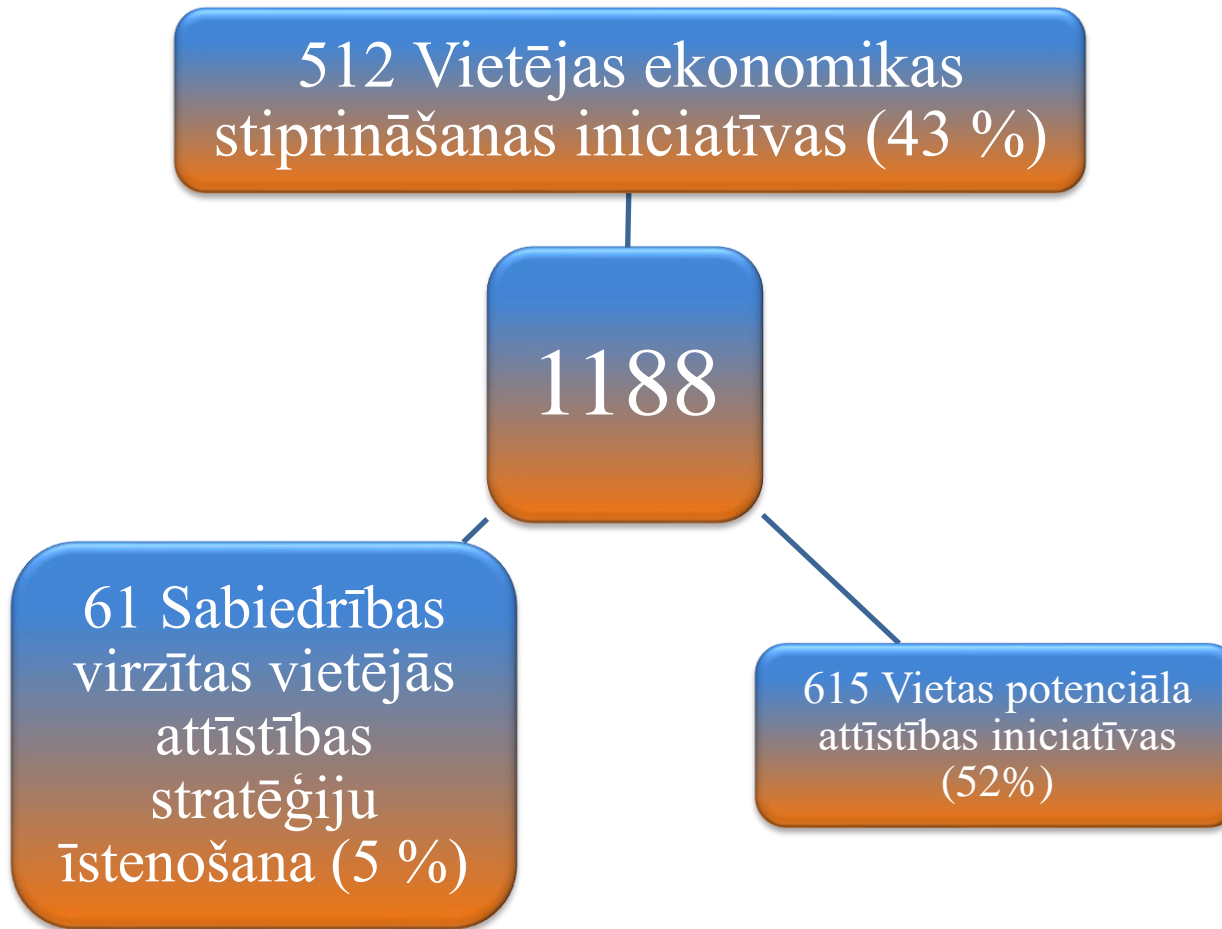 512 Vietējas ekonomikas
stiprināšanas iniciatīvas (43 %)
1188
61 Sabiedrības
virzītas vietējās
attīstības
stratēģiju
īstenošana (5 %)
615 Vietas potenciāla
attīstības iniciatīvas
(52%)